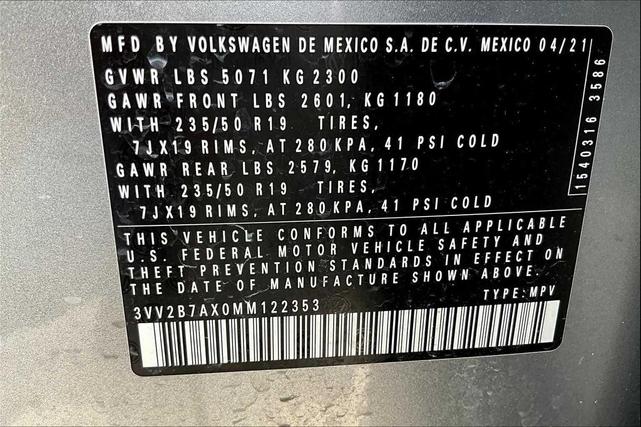 MFD BY VOLKSWAGEN DE MEXICO S.A. DE C.V. MEXICO 04/21
GVWR LBS 5071 KG 2300
GAWR FRONT LBS 2601, KG 1180
WITH 235/50 R19 TIRES,
7JX19 RIMS, AT 280 KPA, 41 PSI COLD
GAWR REAR LBS 2579, KG 1170
WITH 235/50 R19 TIRES,
7JX19 RIMS, AT 280 KPA, 41 PSI COLD
1540316 3586
THIS VEHICLE CONFORMS TO ALL APPLICABLE
U.S. FEDERAL MOTOR VEHICLE SAFETY AND
THEFT PREVENTION STANDARDS IN EFFECT ON
THE DATE OF MANUFACTURE SHOWN ABOVE.
3VV2B7AX0MM122353 TYPE: MPV